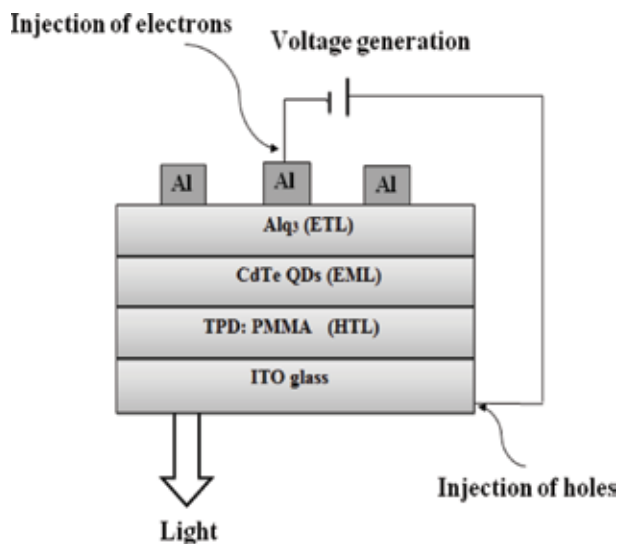 Injection of electrons
Voltage generation
Al
Al
Al
Alq₃ (ETL)
CdTe QDs (EML)
TPD: PMMA (HTL)
ITO glass
Injection of holes
Light